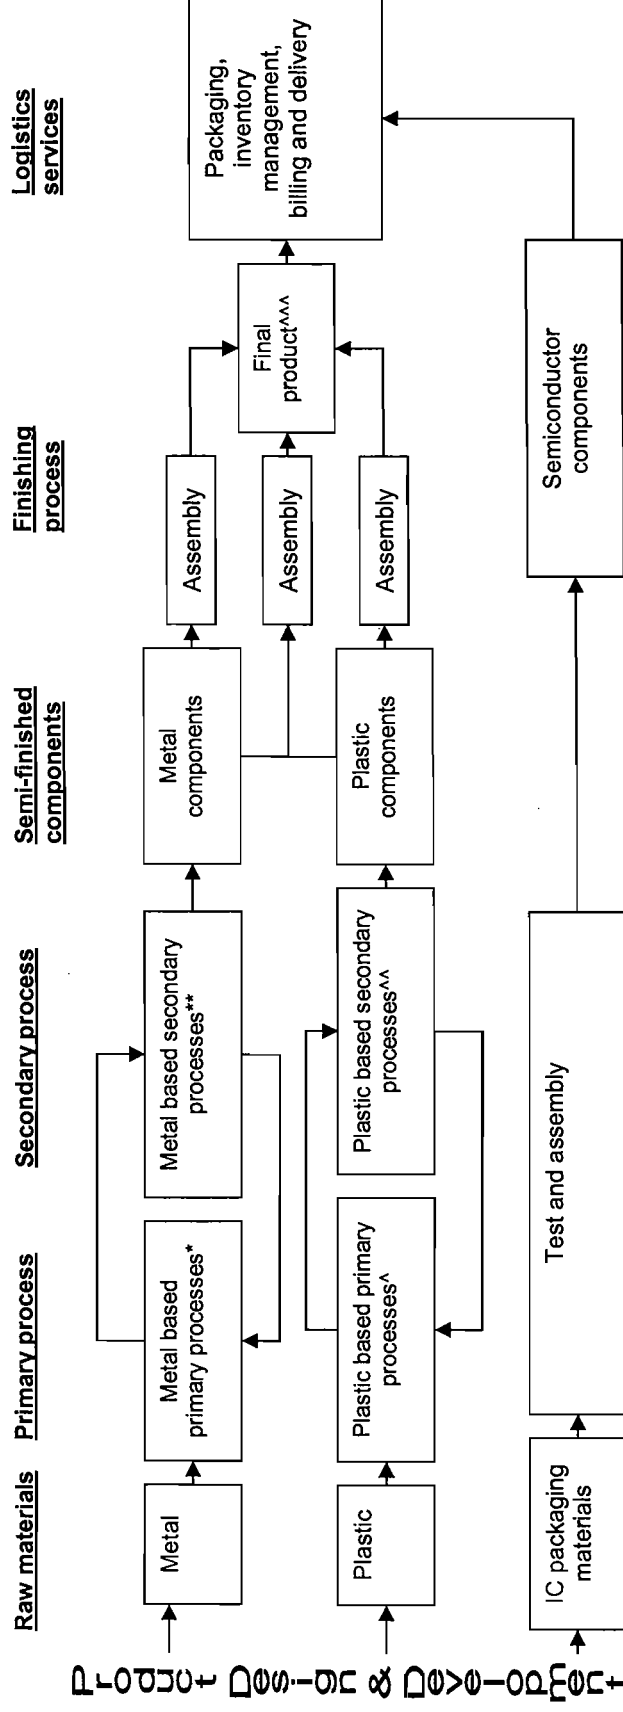 Raw materials
Primary process
Secondary process
Semi-finished
components
Finishing
process
Logistics
services
Product Design & Development
Metal
Metal based
primary processes*
Metal based secondary
processes**
Metal
components
Assembly
Assembly
Assembly
Final
product^^^
Packaging,
inventory
management,
billing and delivery
Plastic
Plastic based primary
processes^
Plastic based secondary
processes^^
Plastic
components
IC packaging
materials
Test and assembly
Semiconductor
components